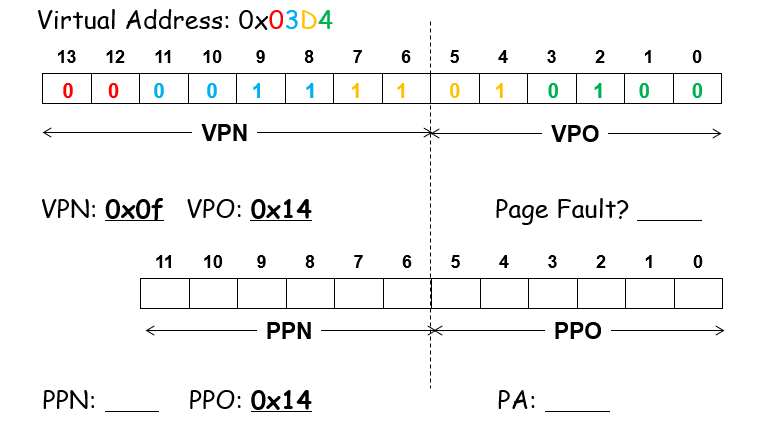 Virtual Address: 0x03D4
13 12 11 10 9 8 7 6 5 4 3 2 1 0
0 0 0 0 1 1 1 1 0 1 0 1 0 0
VPN VPO
VPN: 0x0f VPO: 0x14 Page Fault? _____
11 10 9 8 7 6 5 4 3 2 1 0
PPN PPO
PPN: ____ PPO: 0x14 PA: _____